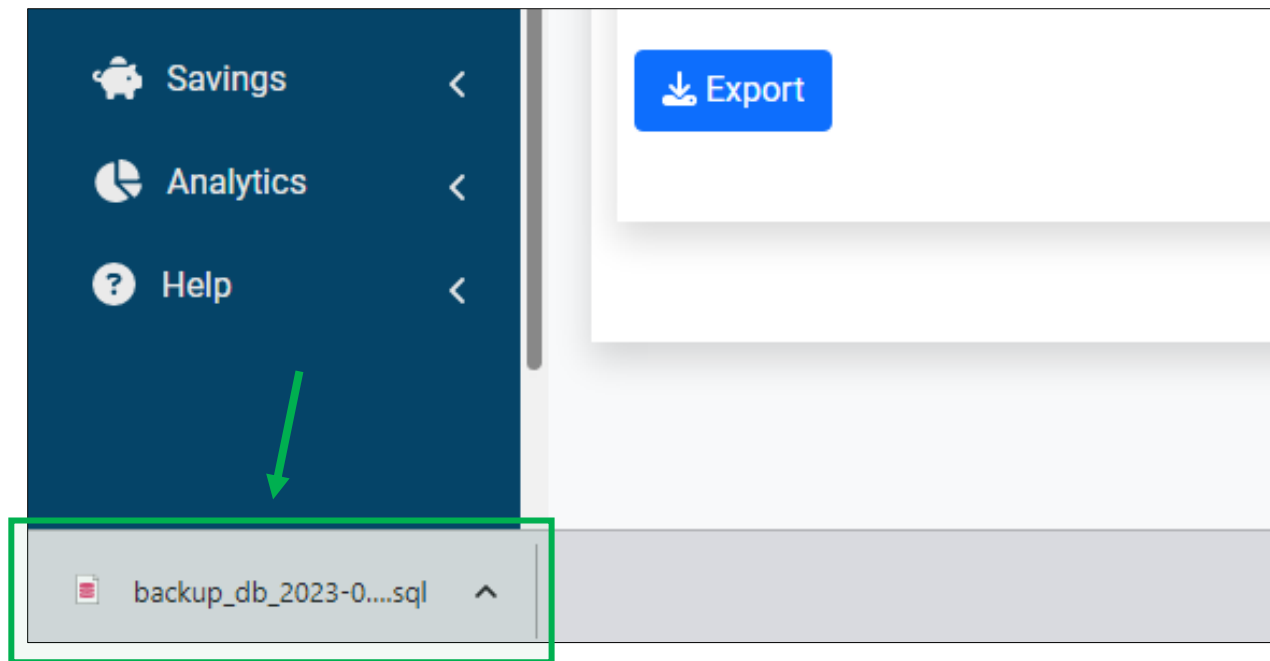 Savings
Analytics
Help
Export
backup_db_2023-0....sql